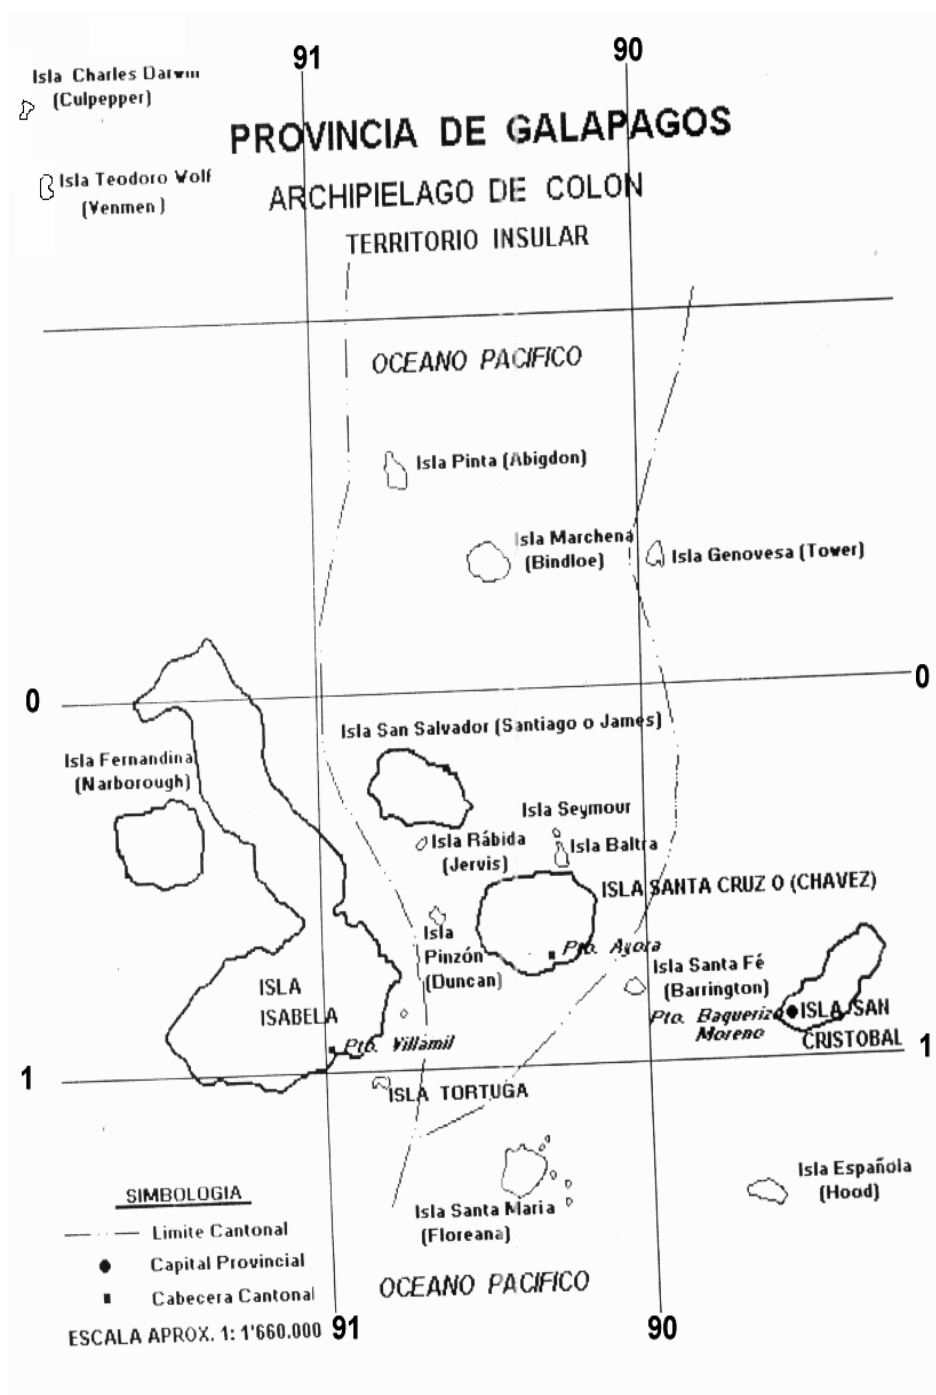 91
90
Isla Charles Darwin
(Culpepper)
PROVINCIA DE GALAPAGOS
Isla Teodoro Wolf
(Venmen)
ARCHIPIELAGO DE COLON
TERRITORIO INSULAR
OCEANO PACIFICO
Isla Pinta (Abigdon)
Isla Marchena
(Bindloe)
Isla Genovesa (Tower)
0
0
Isla San Salvador (Santiago o James)
Isla Fernandina
(Narborough)
Isla Seymour
Isla Rábida
(Jervis)
Isla Baltra
ISLA SANTA CRUZ O (CHAVEZ)
Isla
Pinzón
(Duncan)
Pto. Ayora
Isla Santa Fé
(Barrington)
ISLA
ISABELA
Pto. Baquerizo
Moreno
ISLA SAN
CRISTOBAL
Pto. Villamil
1
1
ISLA TORTUGA
Isla Española
(Hood)
Isla Santa Maria
(Floreana)
SIMBOLOGIA
Limite Cantonal
Capital Provincial
Cabecera Cantonal
OCEANO PACIFICO
ESCALA APROX. 1: 1'660.000
91
90